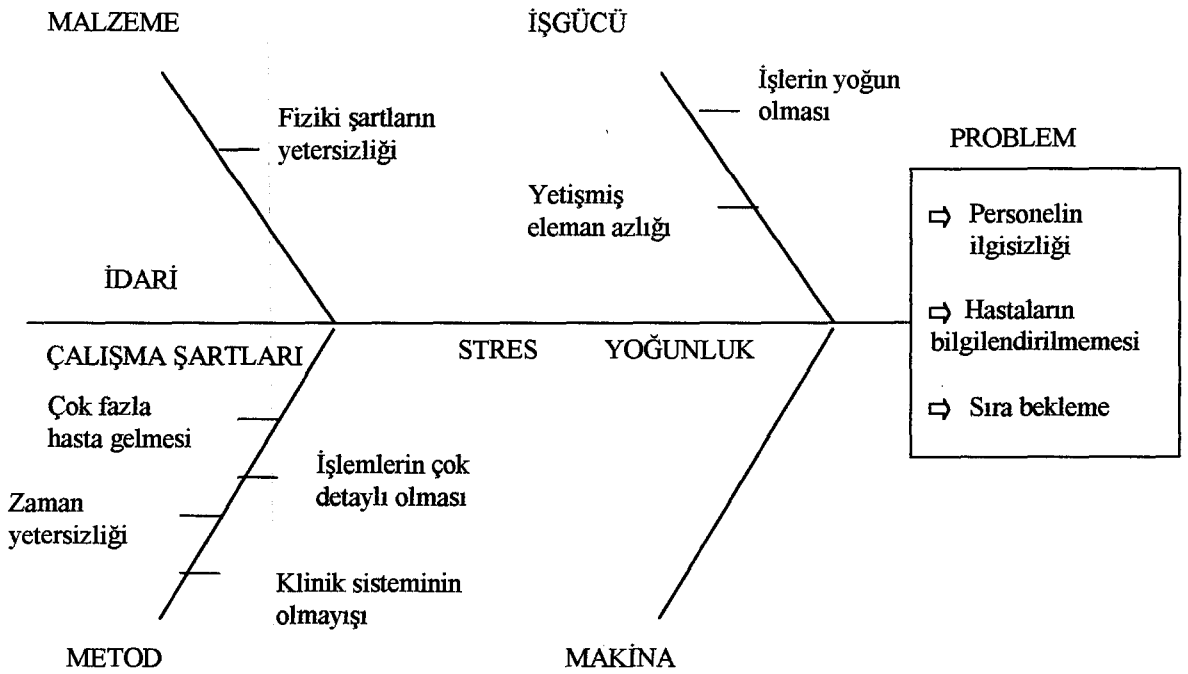 MALZEME
İŞGÜCÜ
Fiziki şartların
yetersizliği
İşlerin yoğun
olması
Yetişmiş
eleman azlığı
PROBLEM
⇨ Personelin
ilgisizliği
⇨ Hastaların
bilgilendirilmemesi
⇨ Sıra bekleme
İDARİ
ÇALIŞMA ŞARTLARI
STRES
YOĞUNLUK
Çok fazla
hasta gelmesi
İşlemlerin çok
detaylı olması
Zaman
yetersizliği
Klinik sisteminin
olmayışı
METOD
MAKİNA